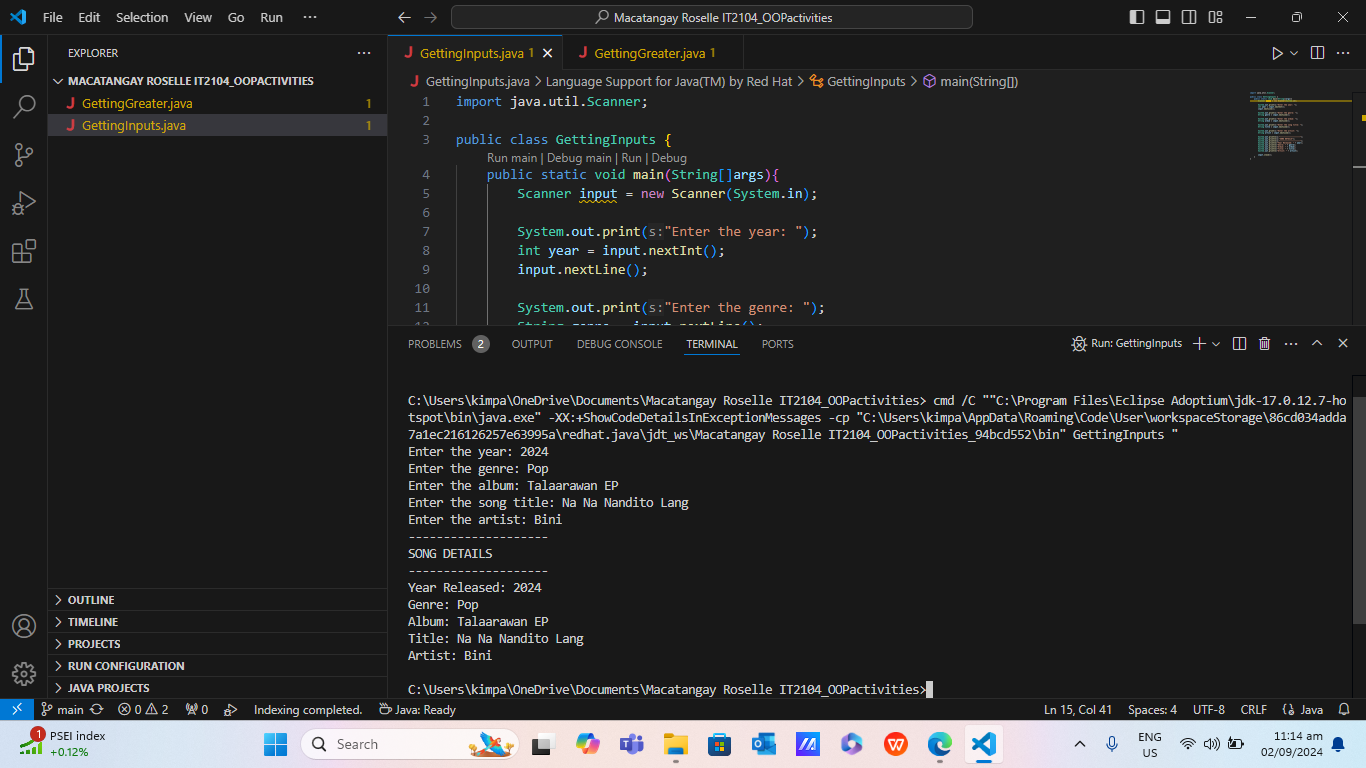 File Edit Selection View Go Run ···
Macatangay Roselle IT2104_OOPactivities
EXPLORER ···
MACATANGAY ROSELLE IT2104_OOPACTIVITIES
J GettingGreater.java 1
J GettingInputs.java 1
OUTLINE
TIMELINE
PROJECTS
RUN CONFIGURATION
JAVA PROJECTS
J GettingInputs.java 1 J GettingGreater.java 1
J GettingInputs.java > Language Support for Java(TM) by Red Hat > GettingInputs > main(String[])
1 import java.util.Scanner;
2
3 public class GettingInputs {
Run main | Debug main | Run | Debug
4 public static void main(String[]args){
5 Scanner input = new Scanner(System.in);
6
7 System.out.print(s:"Enter the year: ");
8 int year = input.nextInt();
9 input.nextLine();
10
11 System.out.print(s:"Enter the genre: ");
12 String genre = input.nextLine();
PROBLEMS 2 OUTPUT DEBUG CONSOLE TERMINAL PORTS Run: GettingInputs ···
C:\Users\kimpa\OneDrive\Documents\Macatangay Roselle IT2104_OOPactivities> cmd /C ""C:\Program Files\Eclipse Adoptium\jdk-17.0.12.7-ho
tspot\bin\java.exe" -XX:+ShowCodeDetailsInExceptionMessages -cp "C:\Users\kimpa\AppData\Roaming\Code\User\workspaceStorage\86cd034adda
7a1ec216126257e63995a\redhat.java\jdt_ws\Macatangay Roselle IT2104_OOPactivities_94bcd552\bin" GettingInputs "
Enter the year: 2024
Enter the genre: Pop
Enter the album: Talaarawan EP
Enter the song title: Na Na Nandito Lang
Enter the artist: Bini
--------------------
SONG DETAILS
--------------------
Year Released: 2024
Genre: Pop
Album: Talaarawan EP
Title: Na Na Nandito Lang
Artist: Bini
C:\Users\kimpa\OneDrive\Documents\Macatangay Roselle IT2104_OOPactivities>
main 0 2 0 Indexing completed. Java: Ready Ln 15, Col 41 Spaces: 4 UTF-8 CRLF {} Java
1 PSEI index
+0.12%
Search
ENG
US
11:14 am
02/09/2024